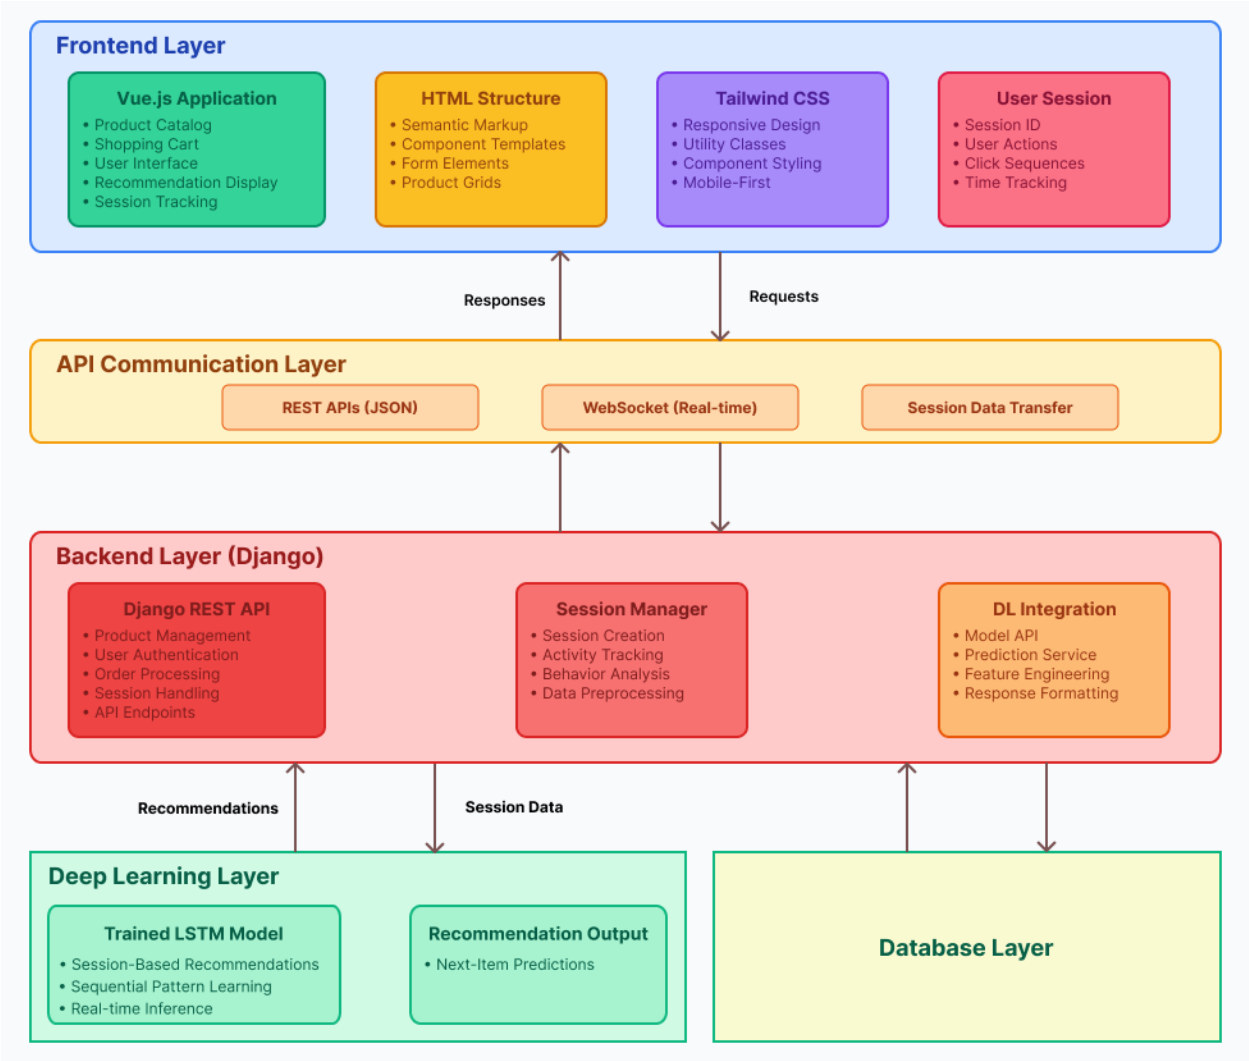 Frontend Layer
Vue.js Application
• Product Catalog
• Shopping Cart
• User Interface
• Recommendation Display
• Session Tracking
HTML Structure
• Semantic Markup
• Component Templates
• Form Elements
• Product Grids
Tailwind CSS
• Responsive Design
• Utility Classes
• Component Styling
• Mobile-First
User Session
• Session ID
• User Actions
• Click Sequences
• Time Tracking
Responses
Requests
API Communication Layer
REST APIs (JSON)
WebSocket (Real-time)
Session Data Transfer
Backend Layer (Django)
Django REST API
• Product Management
• User Authentication
• Order Processing
• Session Handling
• API Endpoints
Session Manager
• Session Creation
• Activity Tracking
• Behavior Analysis
• Data Preprocessing
DL Integration
• Model API
• Prediction Service
• Feature Engineering
• Response Formatting
Recommendations
Session Data
Deep Learning Layer
Trained LSTM Model
• Session-Based Recommendations
• Sequential Pattern Learning
• Real-time Inference
Recommendation Output
• Next-Item Predictions
Database Layer